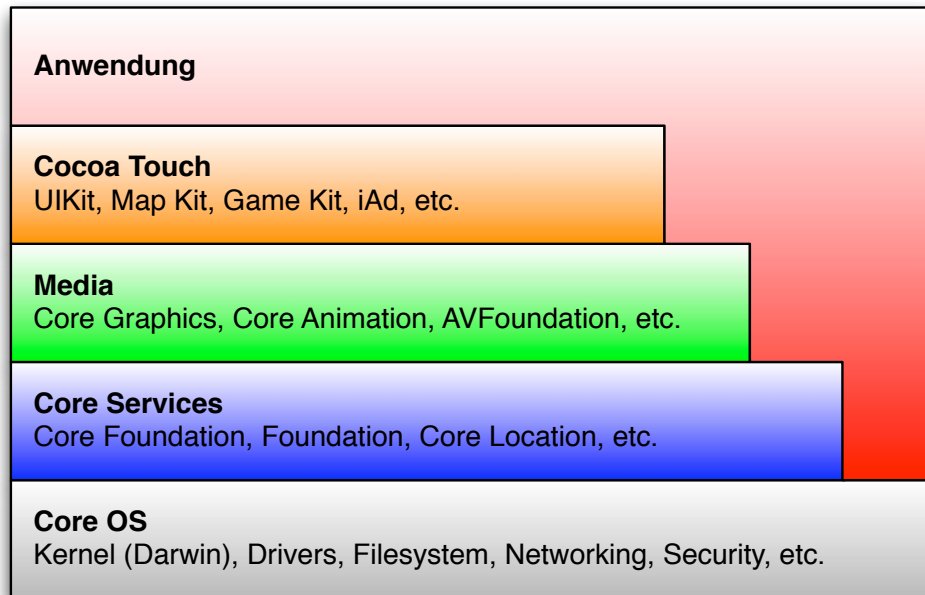 Anwendung
Cocoa Touch
UIKit, Map Kit, Game Kit, iAd, etc.
Media
Core Graphics, Core Animation, AVFoundation, etc.
Core Services
Core Foundation, Foundation, Core Location, etc.
Core OS
Kernel (Darwin), Drivers, Filesystem, Networking, Security, etc.